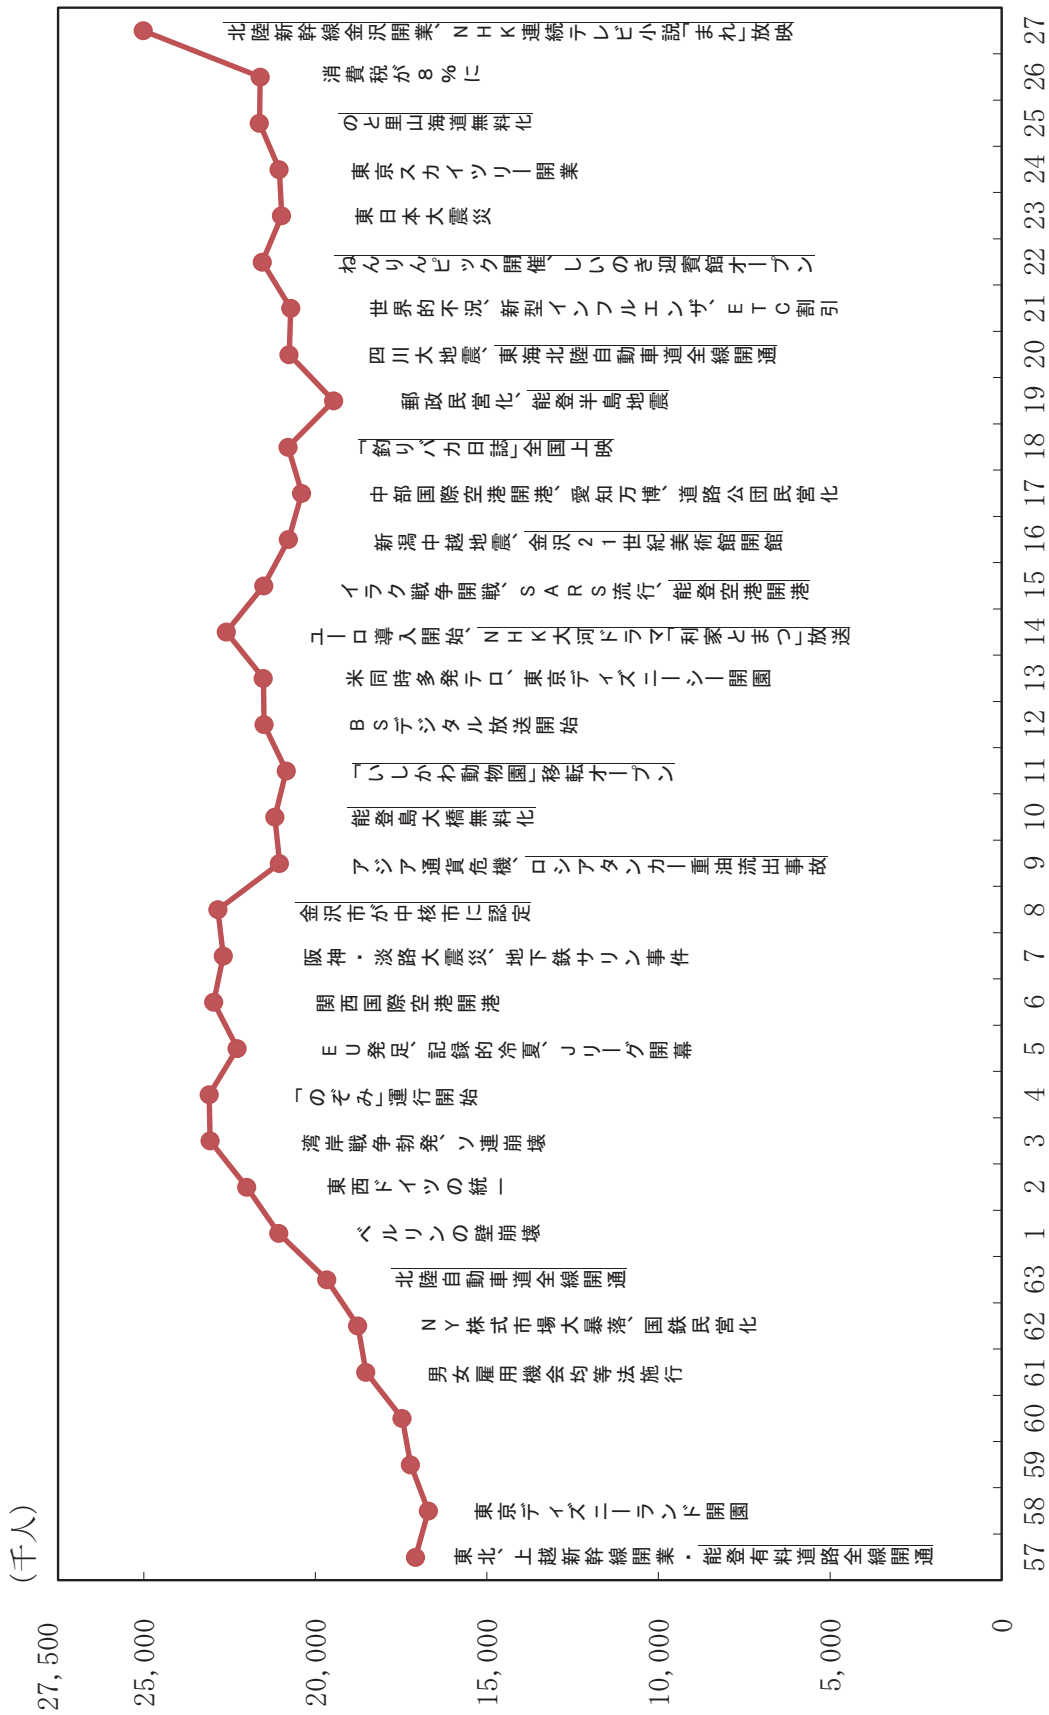 (千人)
27,500
25,000
20,000
15,000
10,000
5,000
0
東北、上越新幹線開業・能登有料道路全線開通
東京ディズニーランド開園
男女雇用機会均等法施行
NY株式市場大暴落、国鉄民営化
北陸自動車道全線開通
ベルリンの壁崩壊
東西ドイツの統一
湾岸戦争勃発、ソ連崩壊
「のぞみ」運行開始
EU発足、記録的冷夏、Jリーグ開幕
関西国際空港開港
阪神・淡路大震災、地下鉄サリン事件
金沢市が中核市に認定
アジア通貨危機、ロシアタンカー重油流出事故
能登島大橋無料化
「いしかわ動物園」移転オープン
BSデジタル放送開始
米同時多発テロ、東京ディズニーシー開園
ユーロ導入開始、NHK大河ドラマ「利家とまつ」放送
イラク戦争開戦、SARS流行、能登空港開港
新潟中越地震、金沢21世紀美術館開館
中部国際空港開港、愛知万博、道路公団民営化
「釣りバカ日誌」全国上映
郵政民営化、能登半島地震
四川大地震、東海北陸自動車道全線開通
世界的不況、新型インフルエンザ、ETC割引
ねんりんピック開催、しいのき迎賓館オープン
東日本大震災
東京スカイツリー開業
のと里山海道無料化
消費税が8%に
北陸新幹線金沢開業、NHK連続テレビ小説「まれ」放映
57 58 59 60 61 62 63 1 2 3 4 5 6 7 8 9 10 11 12 13 14 15 16 17 18 19 20 21 22 23 24 25 26 27